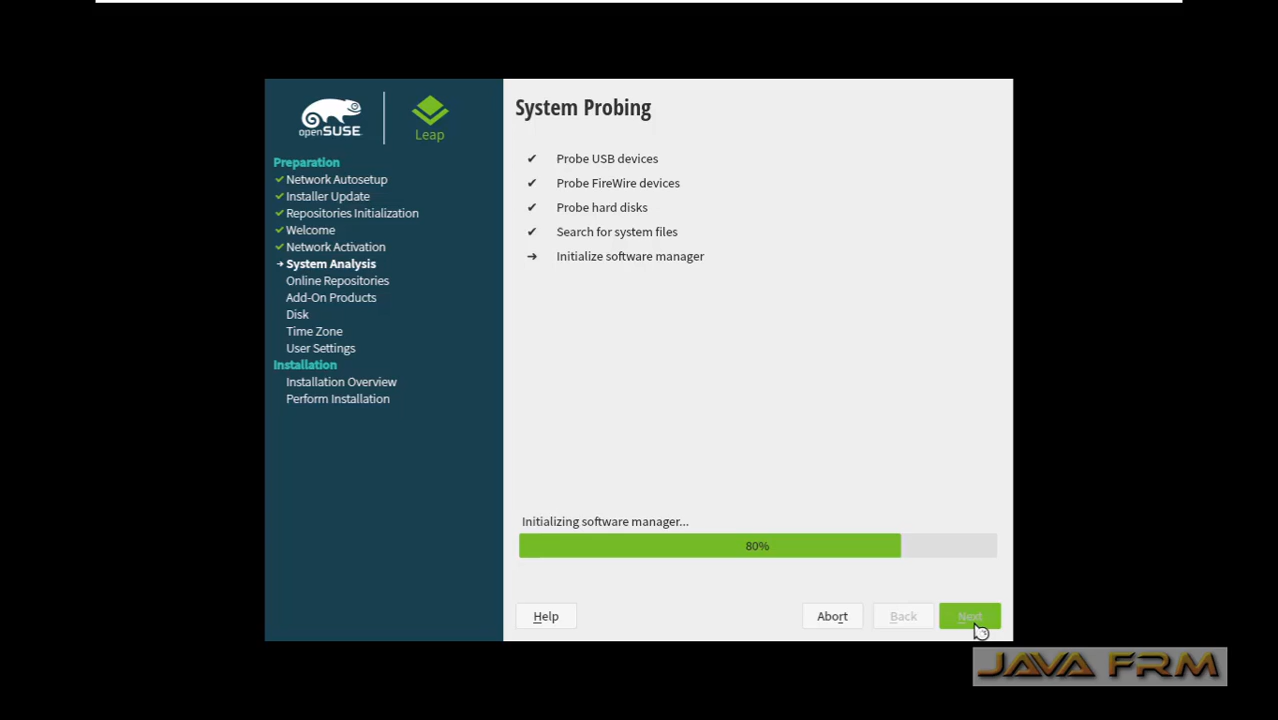 openSUSE
Leap
Preparation
Network Autosetup
Installer Update
Repositories Initialization
Welcome
Network Activation
System Analysis
Online Repositories
Add-On Products
Disk
Time Zone
User Settings
Installation
Installation Overview
Perform Installation
System Probing
Probe USB devices
Probe FireWire devices
Probe hard disks
Search for system files
Initialize software manager
Initializing software manager...
80%
Help
Abort
Back
Next
JAVA FRM